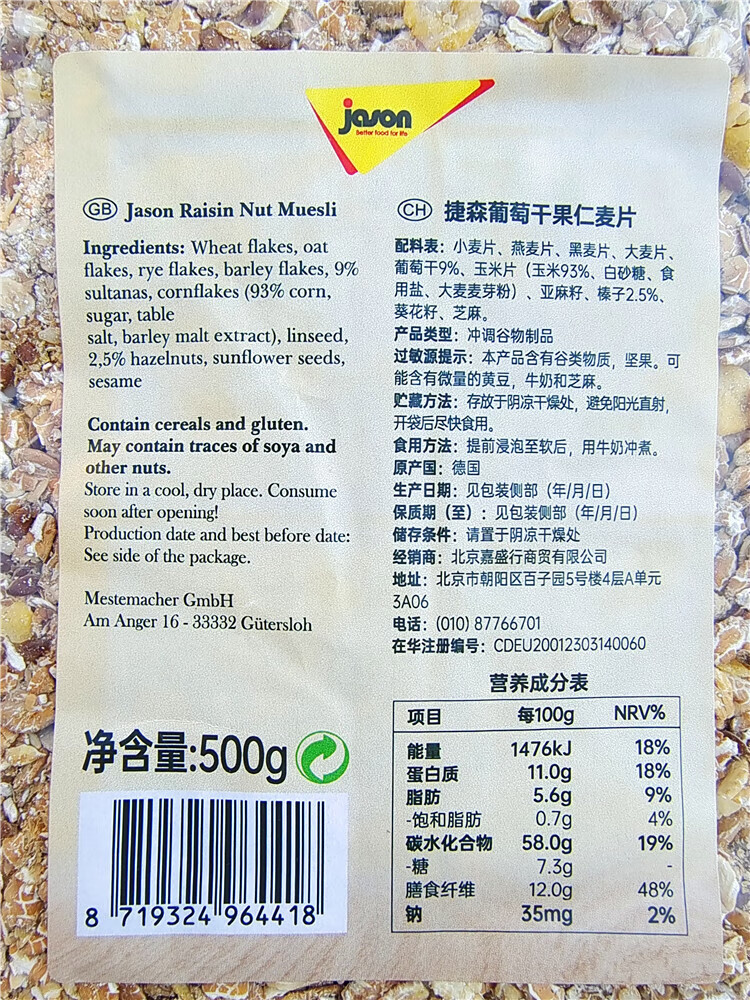 jason
Better food for life
GB Jason Raisin Nut Muesli
Ingredients: Wheat flakes, oat
flakes, rye flakes, barley flakes, 9%
sultanas, cornflakes (93% corn,
sugar, table
salt, barley malt extract), linseed,
2,5% hazelnuts, sunflower seeds,
sesame
Contain cereals and gluten.
May contain traces of soya and
other nuts.
Store in a cool, dry place. Consume
soon after opening!
Production date and best before date:
See side of the package.
Mestemacher GmbH
Am Anger 16 - 33332 Gütersloh
净含量:500g
8 719324 964418
CH 捷森葡萄干果仁麦片
配料表：小麦片、燕麦片、黑麦片、大麦片、
葡萄干9%、玉米片（玉米93%、白砂糖、食
用盐、大麦麦芽粉）、亚麻籽、榛子2.5%、
葵花籽、芝麻。
产品类型：冲调谷物制品
过敏源提示：本产品含有谷类物质，坚果。可
能含有微量的黄豆，牛奶和芝麻。
贮藏方法：存放于阴凉干燥处，避免阳光直射，
开袋后尽快食用。
食用方法：提前浸泡至软后，用牛奶冲煮。
原产国：德国
生产日期：见包装侧部（年/月/日）
保质期（至）：见包装侧部（年/月/日）
储存条件：请置于阴凉干燥处
经销商：北京嘉盛行商贸有限公司
地址：北京市朝阳区百子园5号楼4层A单元
3A06
电话：(010) 87766701
在华注册编号：CDEU20012303140060
营养成分表
项目 每100g NRV%
能量 1476kJ 18%
蛋白质 11.0g 18%
脂肪 5.6g 9%
-饱和脂肪 0.7g 4%
碳水化合物 58.0g 19%
-糖 7.3g -
膳食纤维 12.0g 48%
钠 35mg 2%